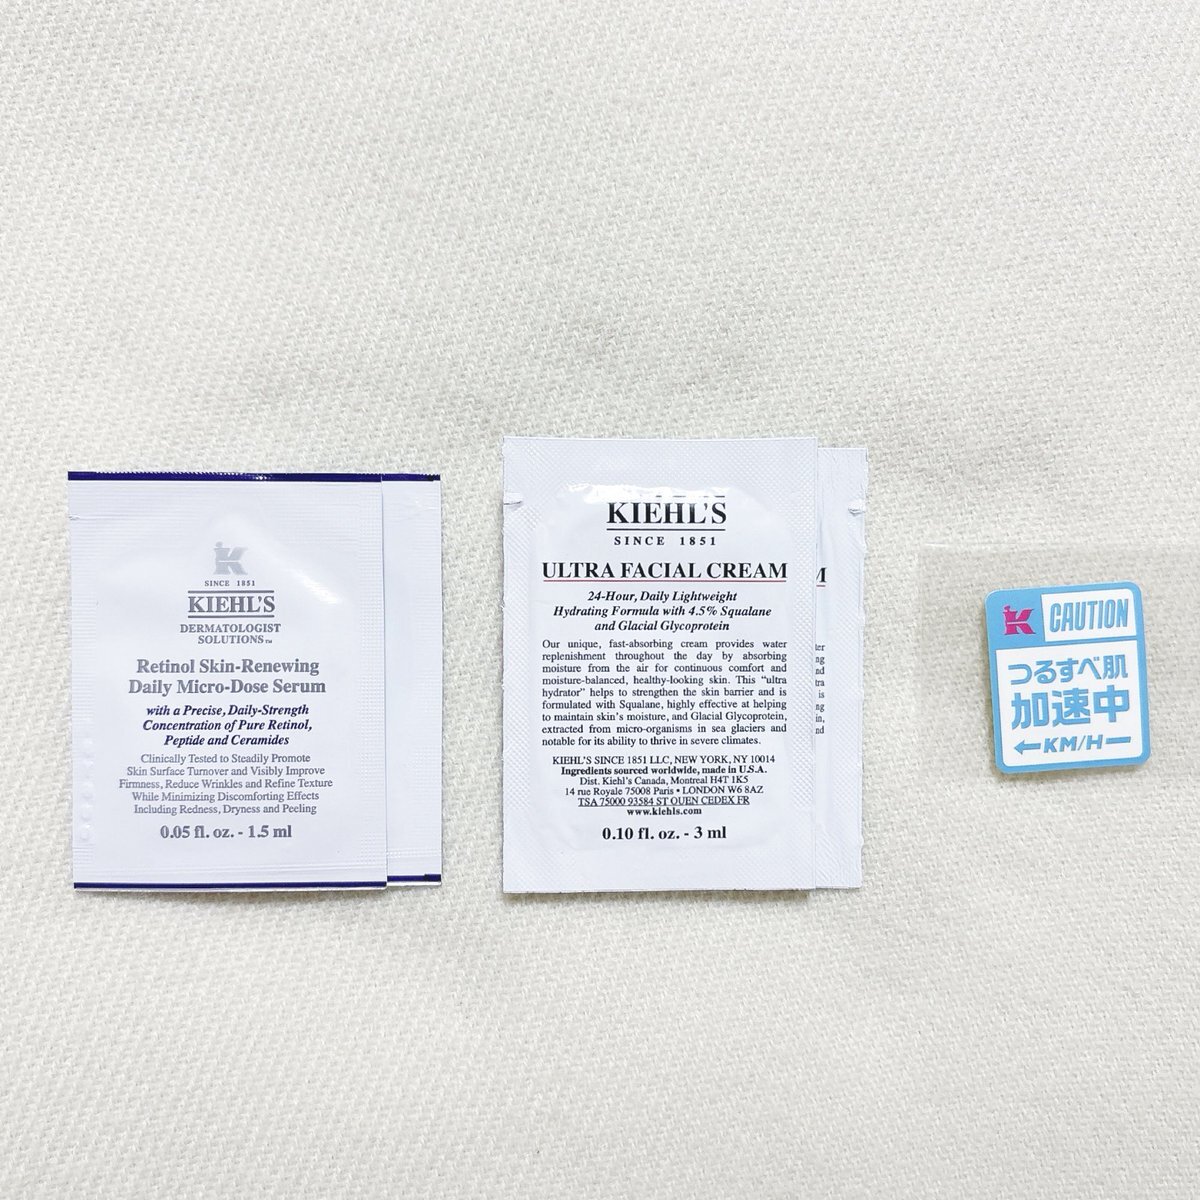 K
SINCE 1851
KIEHL'S
DERMATOLOGIST
SOLUTIONS™
Retinol Skin-Renewing
Daily Micro-Dose Serum
with a Precise, Daily-Strength
Concentration of Pure Retinol,
Peptide and Ceramides
Clinically Tested to Steadily Promote
Skin Surface Turnover and Visibly Improve
Firmness, Reduce Wrinkles and Refine Texture
While Minimizing Discomforting Effects
Including Redness, Dryness and Peeling
0.05 fl. oz. - 1.5 ml
KIEHL'S
SINCE 1851
ULTRA FACIAL CREAM
24-Hour, Daily Lightweight
Hydrating Formula with 4.5% Squalane
and Glacial Glycoprotein
Our unique, fast-absorbing cream provides water
replenishment throughout the day by absorbing
moisture from the air for continuous comfort and
moisture-balanced, healthy-looking skin. This "ultra
hydrator" helps to strengthen the skin barrier and is
formulated with Squalane, highly effective at helping
to maintain skin's moisture, and Glacial Glycoprotein,
extracted from micro-organisms in sea glaciers and
notable for its ability to thrive in severe climates.
KIEHL'S SINCE 1851 LLC, NEW YORK, NY 10014
Ingredients sourced worldwide, made in U.S.A.
Dist. Kiehl's Canada, Montreal H4T 1K5
14 rue Royale 75008 Paris • LONDON W6 8AZ
TSA 75000 93584 ST OUEN CEDEX FR
www.kiehls.com
0.10 fl. oz. - 3 ml
M
ter
ng
nd
tra
is
ng
in,
nd
K CAUTION
つるすべ肌
加速中
←KM/H—